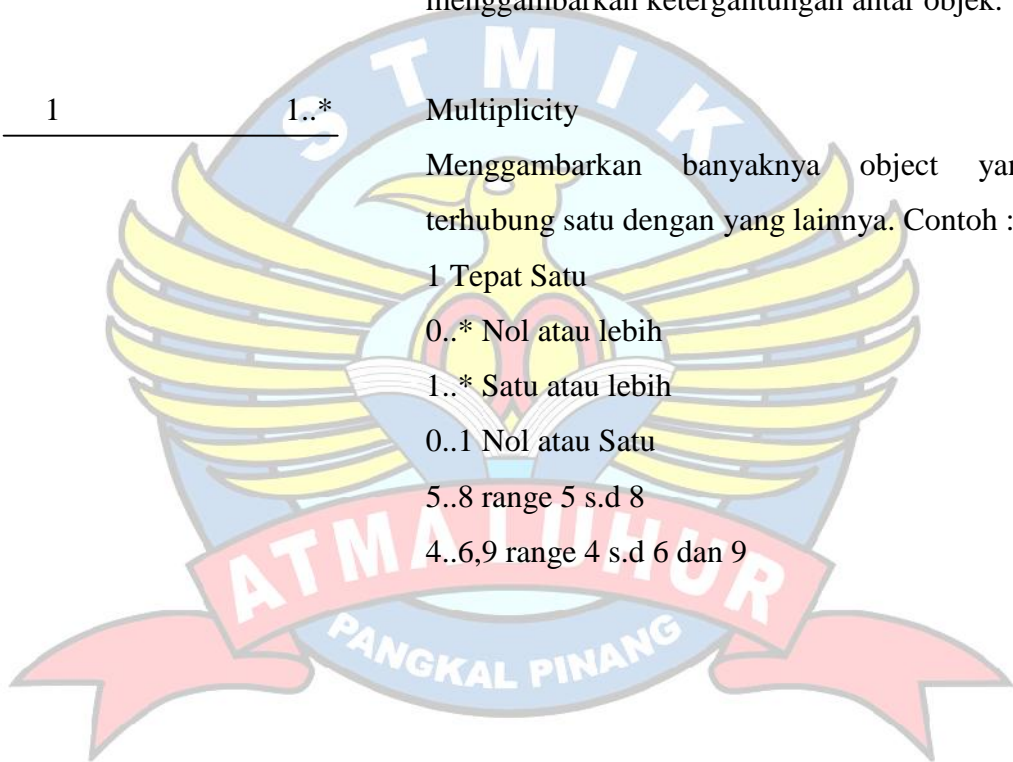 menggambarkan ketergantungan antar objek.
1 1..* Multiplicity
Menggambarkan banyaknya object
terhubung satu dengan yang lainnya. Contoh :
1 Tepat Satu
0..* Nol atau lebih
1..* Satu atau lebih
0..1 Nol atau Satu
5..8 range 5 s.d 8
4..6,9 range 4 s.d 6 dan 9
STMIK
ATMA LUHUR
PANGKAL PINANG